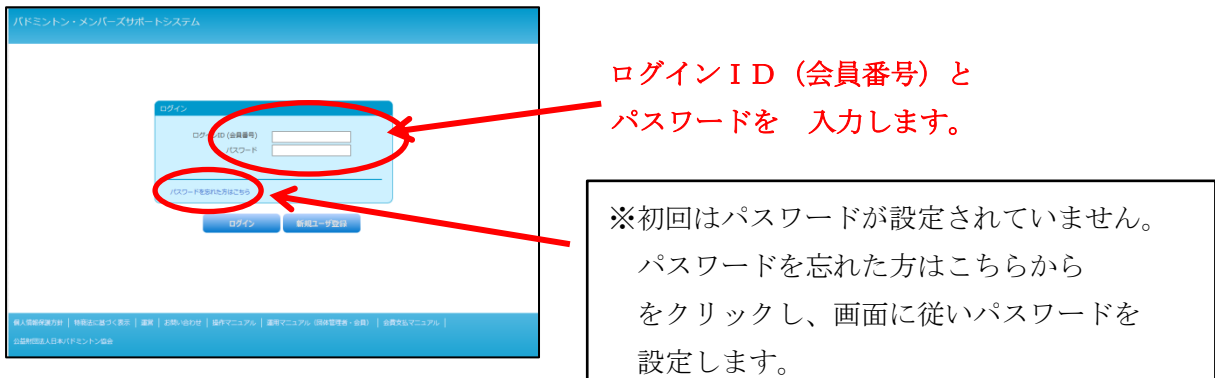 バドミントン・メンバーズサポートシステム
ログイン
ログインID (会員番号)
パスワード
パスワードを忘れた方はこちら
ログイン 新規ユーザ登録
個人情報保護方針 | 特商法に基づく表示 | 運営 | お問い合わせ | 操作マニュアル | 運用マニュアル (団体管理者・会員) | 会費支払マニュアル |
公益財団法人日本バドミントン協会
ログインＩＤ（会員番号）と
パスワードを　入力します。
※初回はパスワードが設定されていません。
パスワードを忘れた方はこちらから
をクリックし、画面に従いパスワードを
設定します。